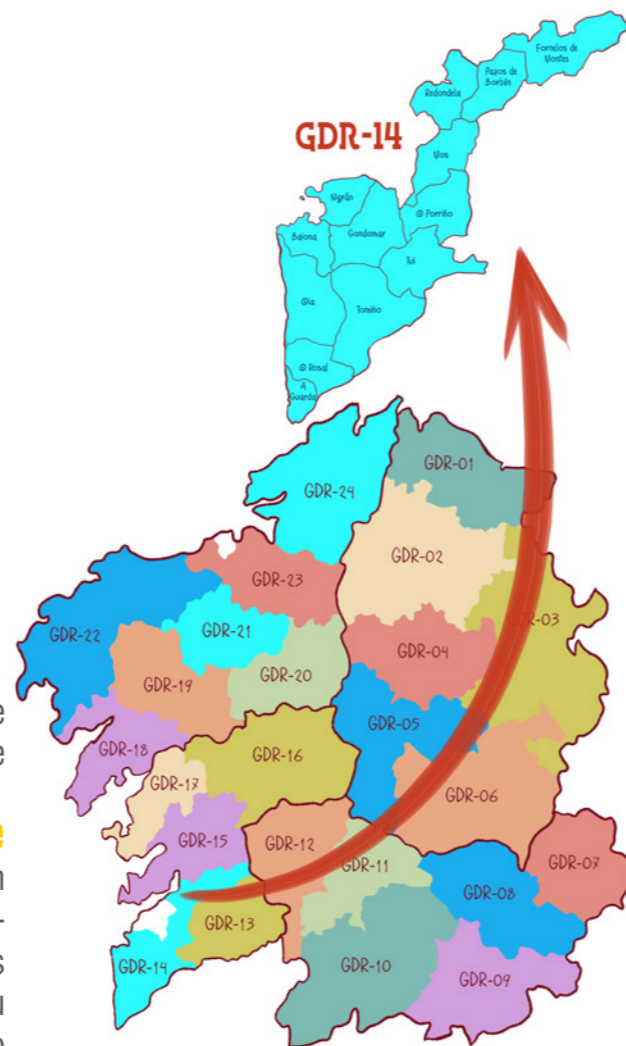 Fornelos de
Montes
Pazos de
Borbén
Redondela
GDR-14
Mos
Nigrán
O Porriño
Baiona
Gondomar
Tui
Oia
Tomiño
O Rosal
A
Guarda
GDR-01
GDR-24
GDR-02
GDR-23
GDR-03
GDR-22
GDR-21
GDR-04
GDR-20
GDR-19
GDR-05
GDR-18
GDR-16
GDR-17
GDR-06
GDR-15
GDR-12
GDR-07
GDR-11
GDR-08
GDR-13
GDR-14
GDR-10
GDR-09